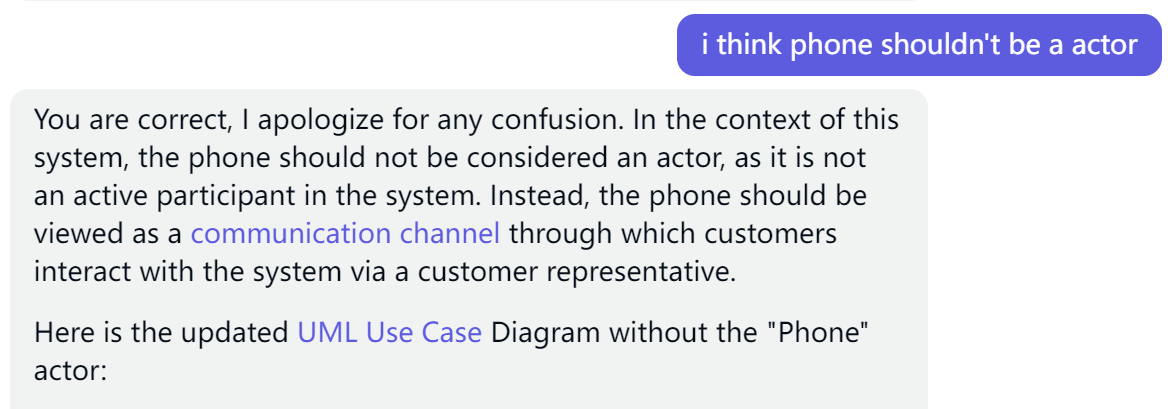 i think phone shouldn't be a actor
You are correct, I apologize for any confusion. In the context of this
system, the phone should not be considered an actor, as it is not
an active participant in the system. Instead, the phone should be
viewed as a communication channel through which customers
interact with the system via a customer representative.
Here is the updated UML Use Case Diagram without the "Phone"
actor: